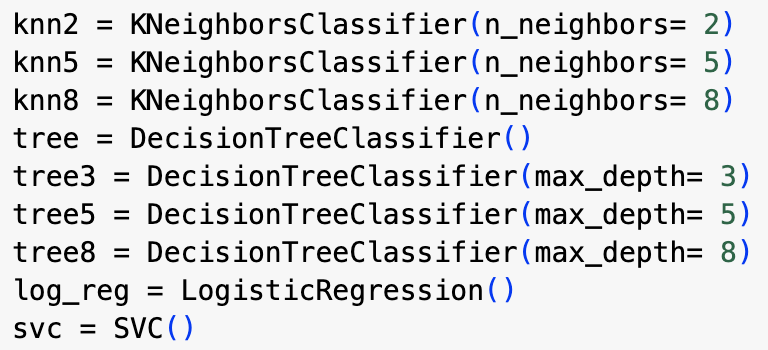 knn2 = KNeighborsClassifier(n_neighbors= 2)
knn5 = KNeighborsClassifier(n_neighbors= 5)
knn8 = KNeighborsClassifier(n_neighbors= 8)
tree = DecisionTreeClassifier()
tree3 = DecisionTreeClassifier(max_depth= 3)
tree5 = DecisionTreeClassifier(max_depth= 5)
tree8 = DecisionTreeClassifier(max_depth= 8)
log_reg = LogisticRegression()
svc = SVC()